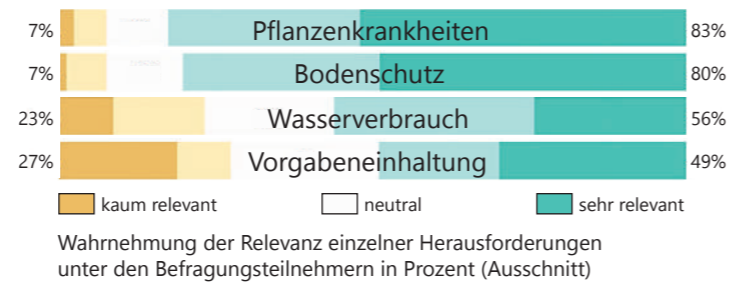 7% Pflanzenkrankheiten 83%
7% Bodenschutz 80%
23% Wasserverbrauch 56%
27% Vorgabeneinhaltung 49%
kaum relevant neutral sehr relevant
Wahrnehmung der Relevanz einzelner Herausforderungen
unter den Befragungsteilnehmern in Prozent (Ausschnitt)